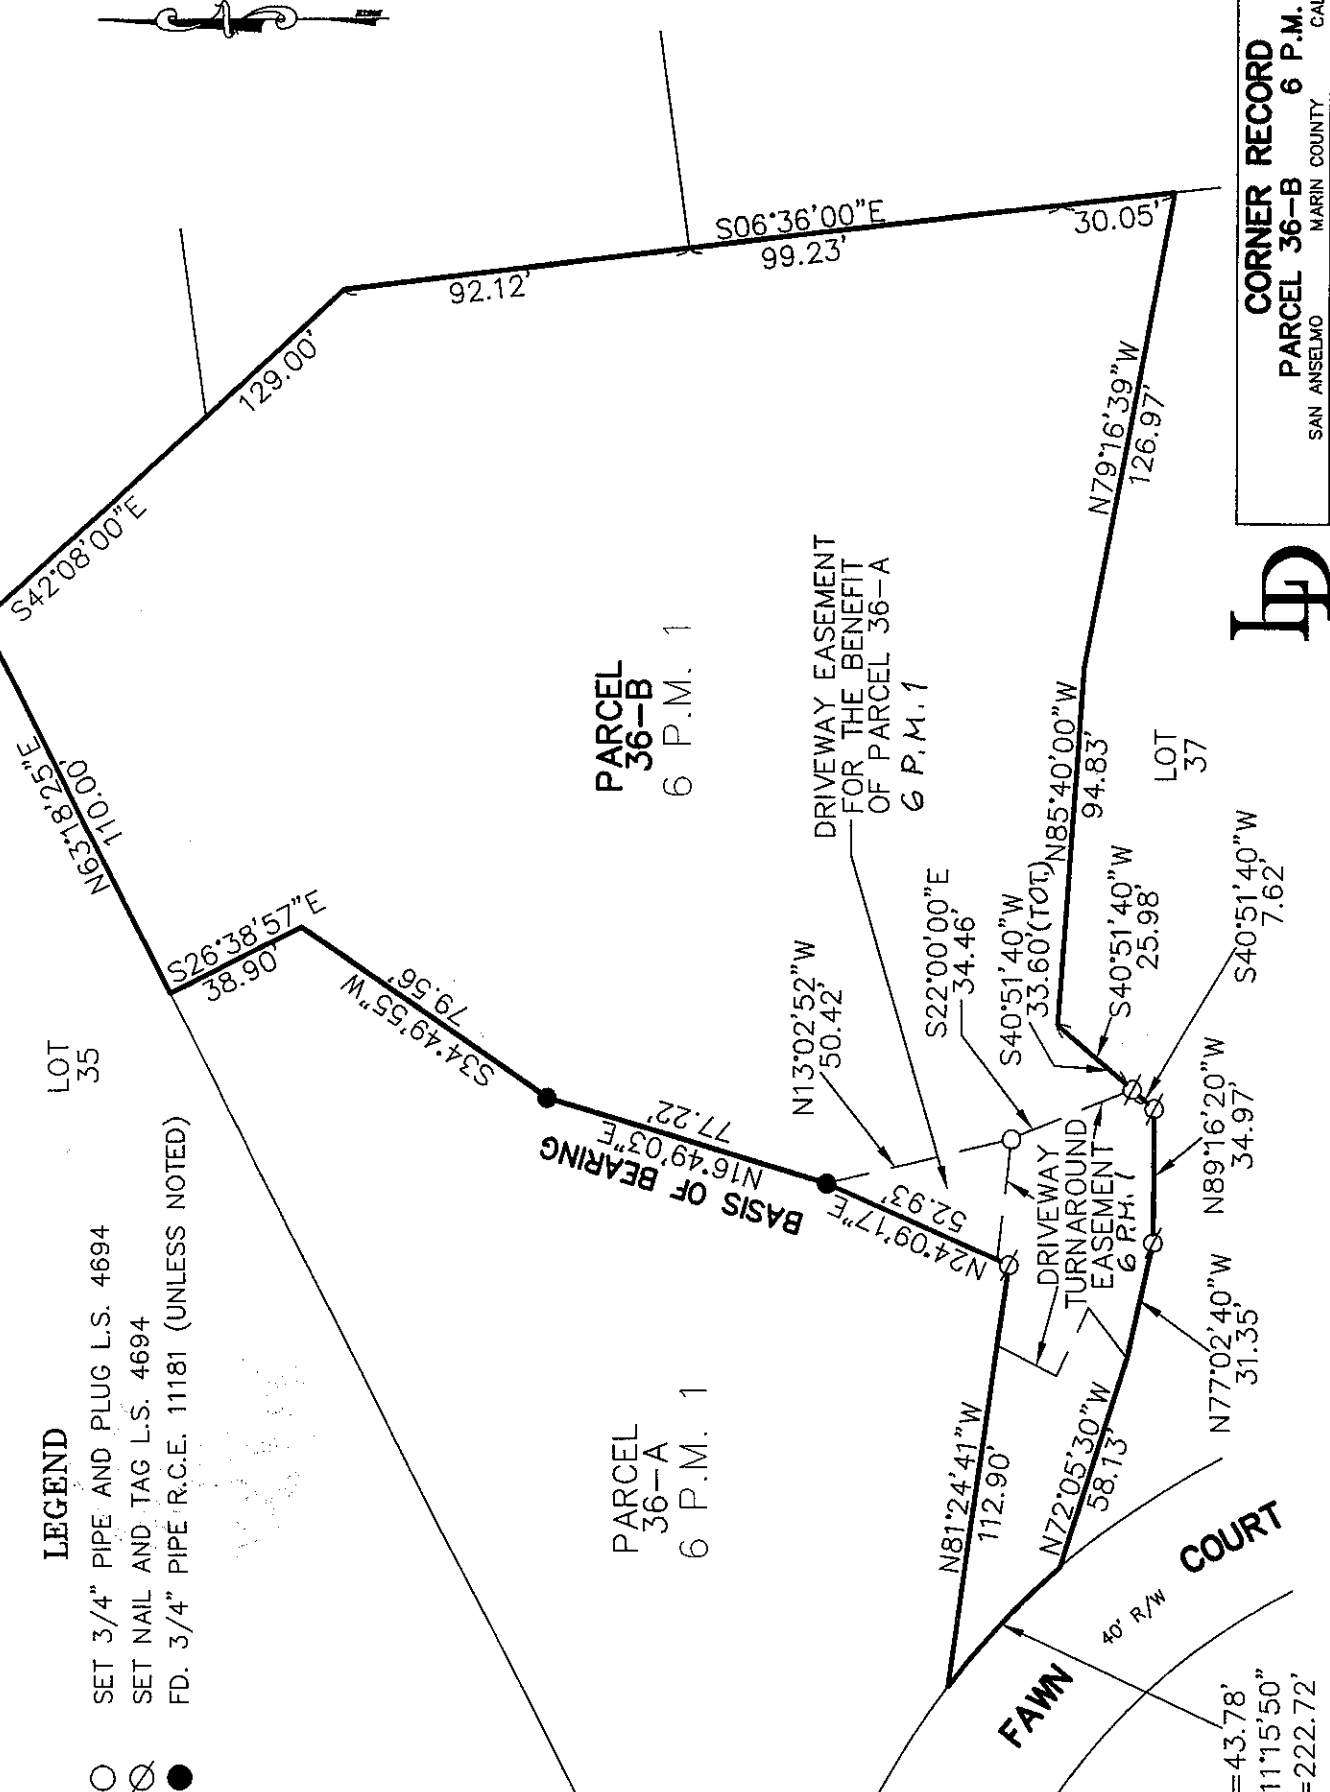 LEGEND
SET 3/4" PIPE AND PLUG L.S. 4694
SET NAIL AND TAG L.S. 4694
FD. 3/4" PIPE R.C.E. 11181 (UNLESS NOTED)
LOT
35
N63°18'25"E
110.00'
S42°08'00"E
129.00'
S26°38'57"E
38.90'
S34°49'55"W
79.56'
92.12'
S06°36'00"E
99.23'
30.05'
PARCEL
36-B
6 P.M. 1
BASIS OF BEARING
N16°49'03"E
77.22'
N24°09'17"E
52.93'
N13°02'52"W
50.42'
DRIVEWAY EASEMENT
FOR THE BENEFIT
OF PARCEL 36-A
6 P.M. 1
S22°00'00"E
34.46'
S40°51'40"W
33.60'(TOT.)
N85°40'00"W
94.83'
N79°16'39"W
126.97'
S40°51'40"W
25.98'
S40°51'40"W
7.62'
LOT
37
DRIVEWAY
TURNAROUND
EASEMENT
6 P.M. 1
N89°16'20"W
34.97'
N77°02'40"W
31.35'
N72°05'30"W
58.13'
N81°24'41"W
112.90'
PARCEL
36-A
6 P.M. 1
FAWN COURT
40' R/W
=43.78'
11°15'50"
=222.72'
LD
CORNER RECORD
PARCEL 36-B 6 P.M.
SAN ANSELMO MARIN COUNTY